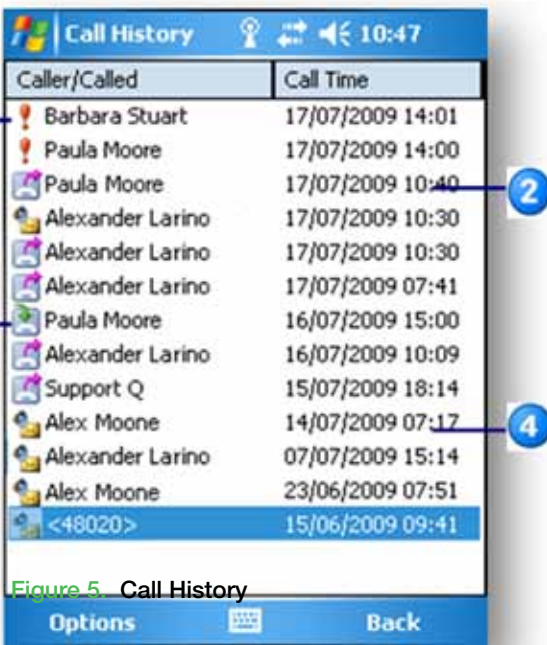 Call History 10:47
Caller/Called Call Time
Barbara Stuart 17/07/2009 14:01
Paula Moore 17/07/2009 14:00
Paula Moore 17/07/2009 10:40
2
Alexander Larino 17/07/2009 10:30
Alexander Larino 17/07/2009 10:30
Alexander Larino 17/07/2009 07:41
Paula Moore 16/07/2009 15:00
Alexander Larino 16/07/2009 10:09
Support Q 15/07/2009 18:14
Alex Moone 14/07/2009 07:17
4
Alexander Larino 07/07/2009 15:14
Alex Moone 23/06/2009 07:51
<48020> 15/06/2009 09:41
Figure 5. Call History
Options Back